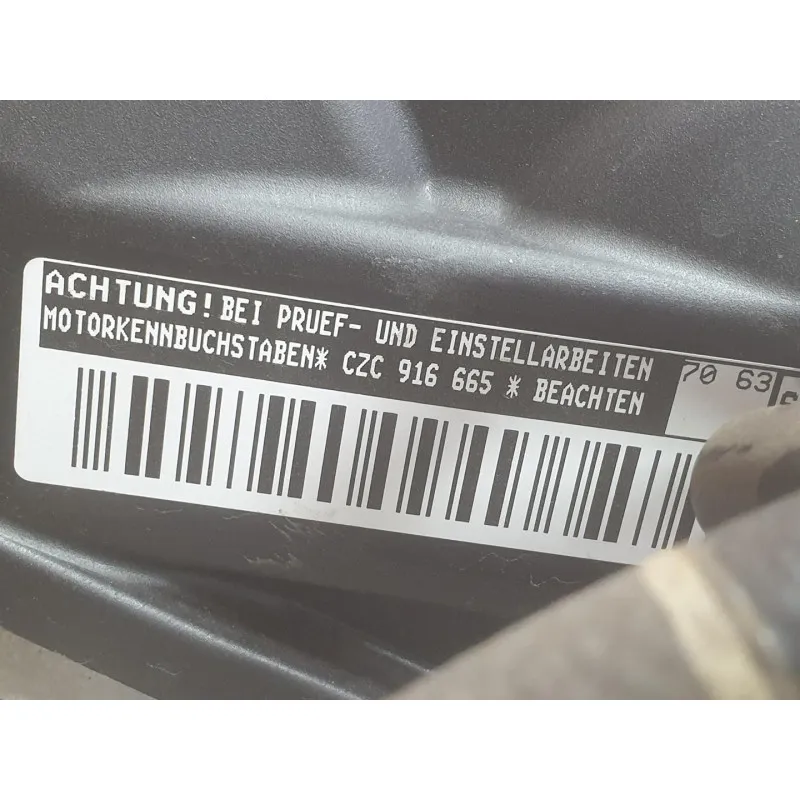 ACHTUNG! BEI PRUEF- UND EINSTELLARBEITEN
MOTORKENNBUCHSTABEN* CZC 916 665 * BEACHTEN
70 63